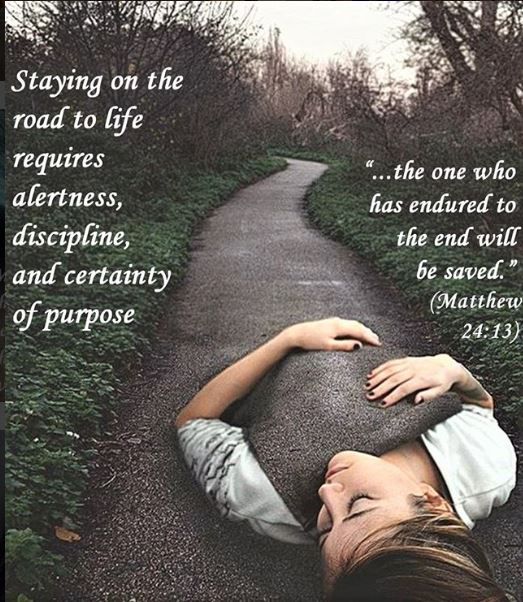 Staying on the
road to life
requires
alertness,
discipline,
and certainty
of purpose
“...the one who
has endured to
the end will
be saved.”
(Matthew
24:13)